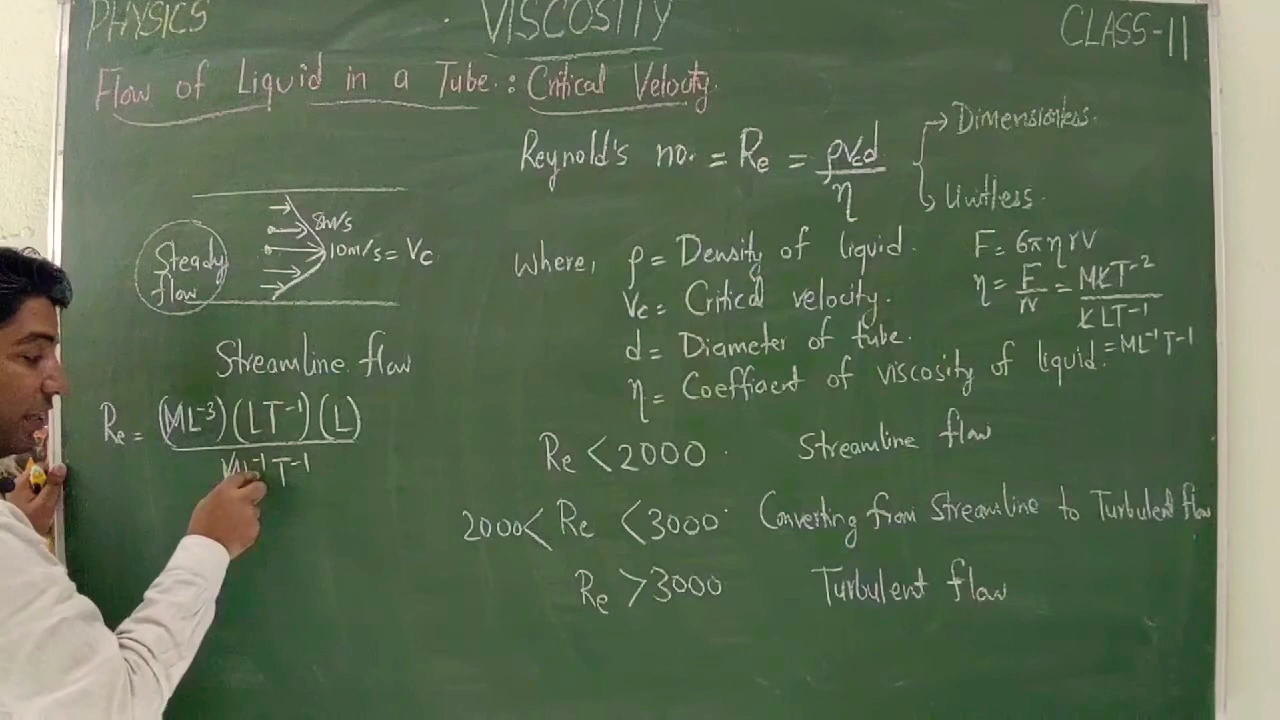 PHYSICS VISCOSITY CLASS-11
Flow of Liquid in a Tube. : Critical Velocity.
Reynold's no. = Re = ρVcd / η
→ Dimensionless.
→ Unitless.
8m/s
10m/s = Vc
Steady
flow
where, ρ = Density of liquid.
Vc = Critical velocity.
d = Diameter of tube.
η = Coefficient of viscosity of liquid. = ML⁻¹T⁻¹
F = 6πηrV
η = F / rv = MLT⁻² / L LT⁻¹
Streamline flow
Re = (ML⁻³)(LT⁻¹)(L) / ML⁻¹T⁻¹
Re < 2000. Streamline flow
2000 < Re < 3000. Converting from Streamline to Turbulent flow
Re > 3000 Turbulent flow